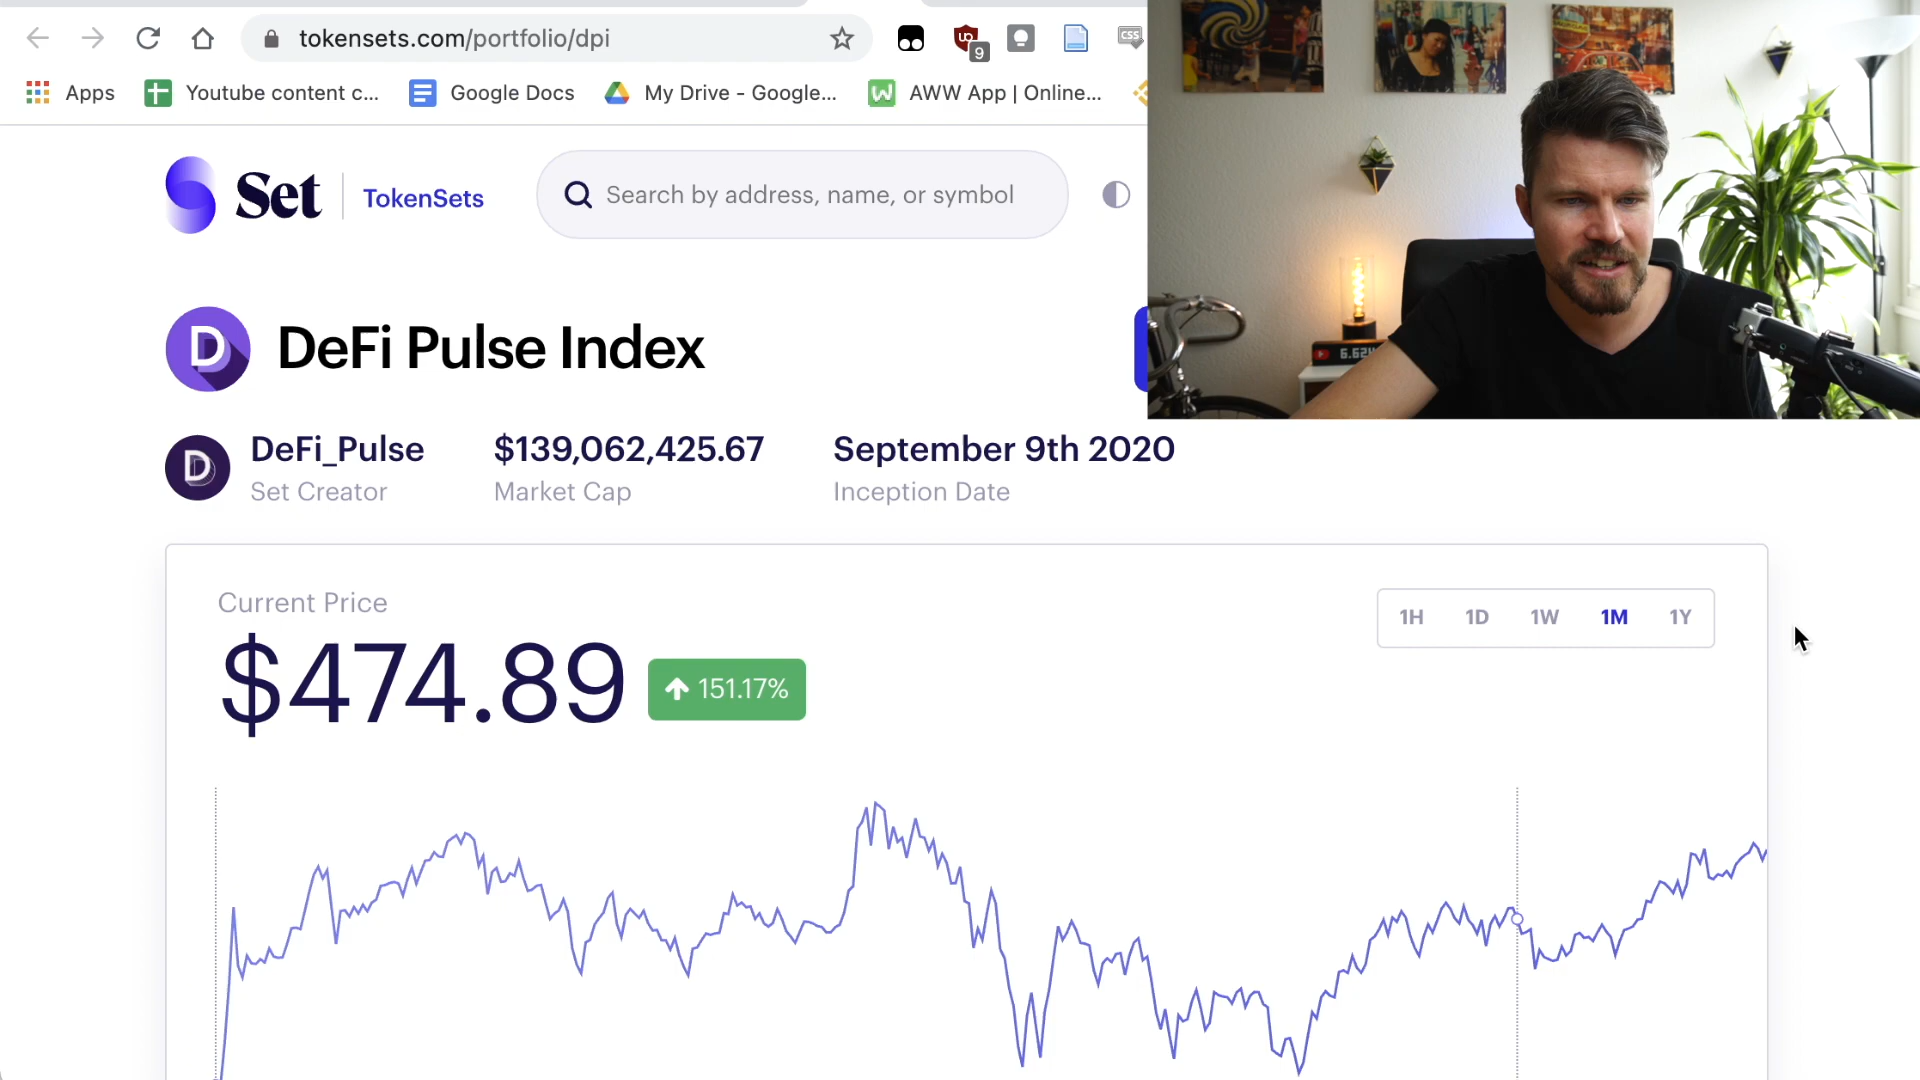 tokensets.com/portfolio/dpi
9
css
Apps
Youtube content c...
Google Docs
My Drive - Google...
AWW App | Online...
Set
TokenSets
Search by address, name, or symbol
DeFi Pulse Index
DeFi_Pulse
Set Creator
$139,062,425.67
Market Cap
September 9th 2020
Inception Date
Current Price
$474.89
151.17%
1H
1D
1W
1M
1Y